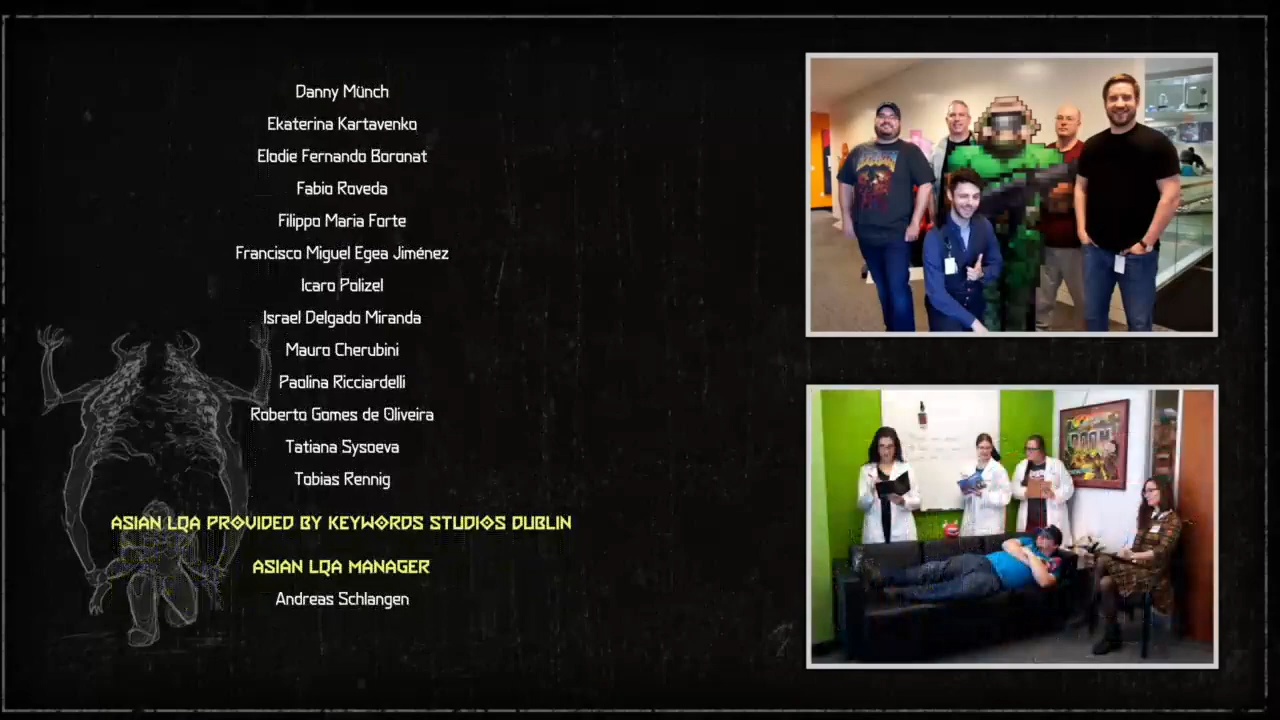 Danny Münch
Ekaterina Kartavenko
Elodie Fernando Boronat
Fabio Roveda
Filippo Maria Forte
Francisco Miguel Egea Jiménez
Icaro Polizel
Israel Delgado Miranda
Mauro Cherubini
Paolina Ricciardelli
Roberto Gomes de Oliveira
Tatiana Sysoeva
Tobias Rennig
ASIAN LQA PROVIDED BY KEYWORDS STUDIOS DUBLIN
ASIAN LQA MANAGER
Andreas Schlangen
DOOM
DOOM